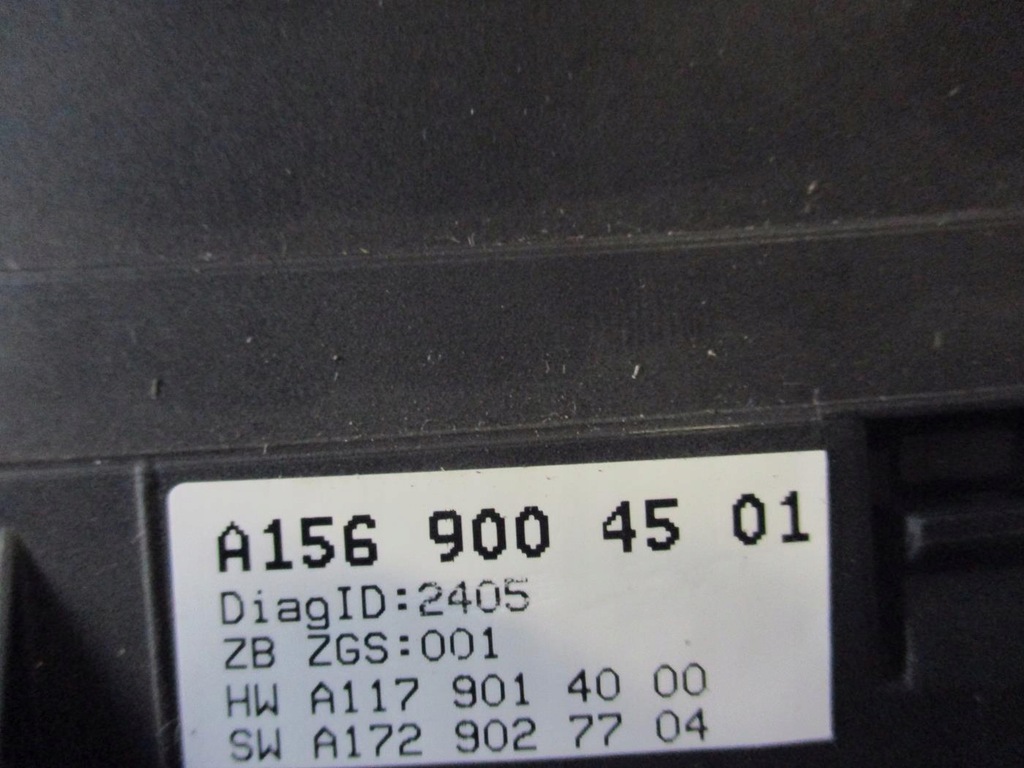 A156 900 45 01
DiagID:2405
ZB ZGS:001
HW A117 901 40 00
SW A172 902 77 04